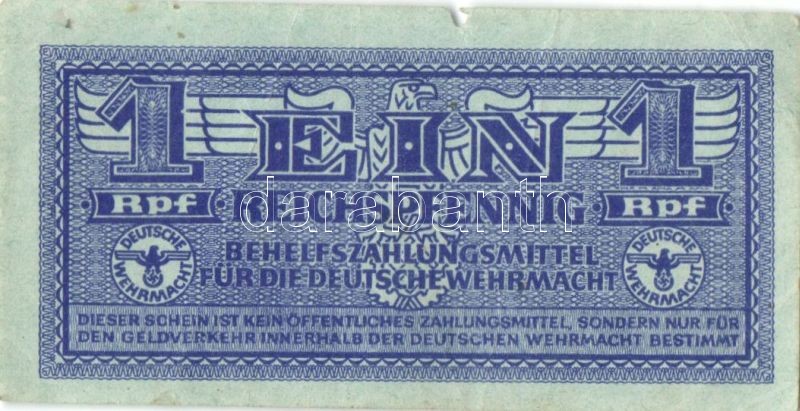 1 EIN 1
Rpf REICHSPFENNIG Rpf
BEHELFSZAHLUNGSMITTEL
FÜR DIE DEUTSCHE WEHRMACHT
DEUTSCHE WEHRMACHT
DEUTSCHE WEHRMACHT
DIESER SCHEIN IST KEIN ÖFFENTLICHES ZAHLUNGSMITTEL, SONDERN NUR FÜR
DEN GELDVERKEHR INNERHALB DER DEUTSCHEN WEHRMACHT BESTIMMT
darabanth